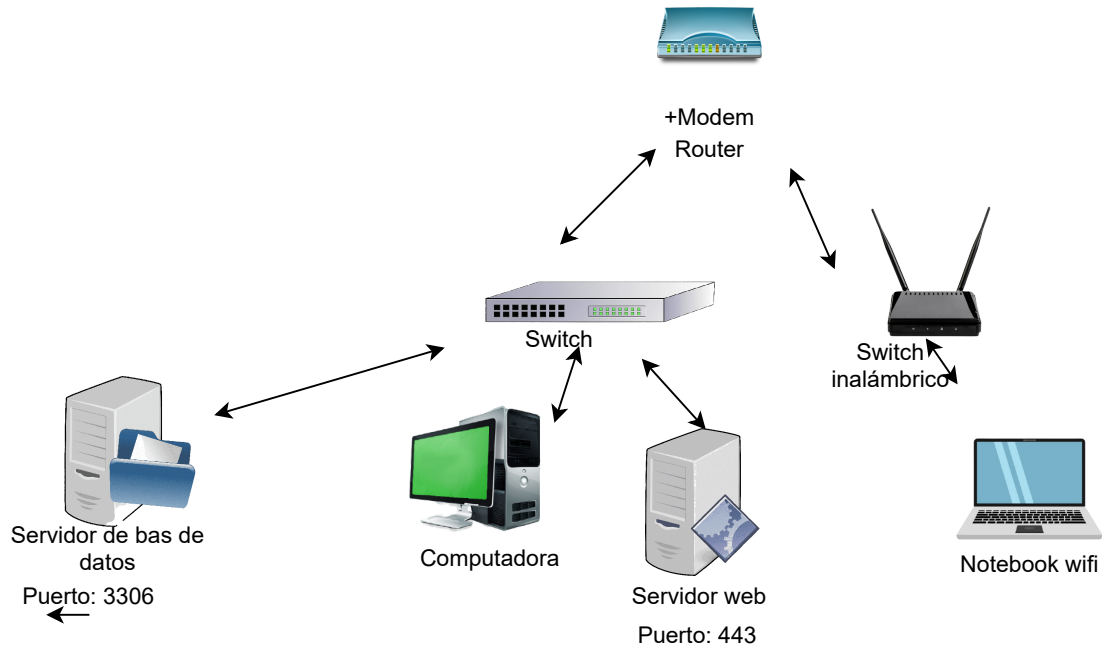 +Modem
Router
Switch
Switch
inalámbrico
Servidor de bas de
datos
Puerto: 3306
Computadora
Servidor web
Puerto: 443
Notebook wifi